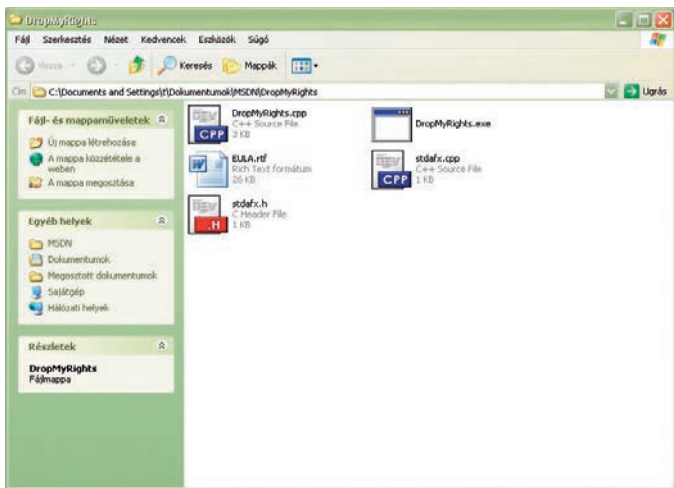 DropMyRights
Fájl Szerkesztés Nézet Kedvencek Eszközök Súgó
Vissza Keresés Mappák
Cím C:\Documents and Settings\t\Dokumentumok\MSDN\DropMyRights Ugrás
Fájl- és mappaműveletek
Új mappa létrehozása
A mappa közzététele a
weben
A mappa megosztása
Egyéb helyek
MSDN
Dokumentumok
Megosztott dokumentumok
Sajátgép
Hálózati helyek
Részletek
DropMyRights
Fájlmappa
DEV
CPP
DropMyRights.cpp
C++ Source File
3 KB
DropMyRights.exe
W
EULA.rtf
Rich Text formátum
26 KB
DEV
CPP
stdafx.cpp
C++ Source File
1 KB
DEV
.H
stdafx.h
C Header File
1 KB